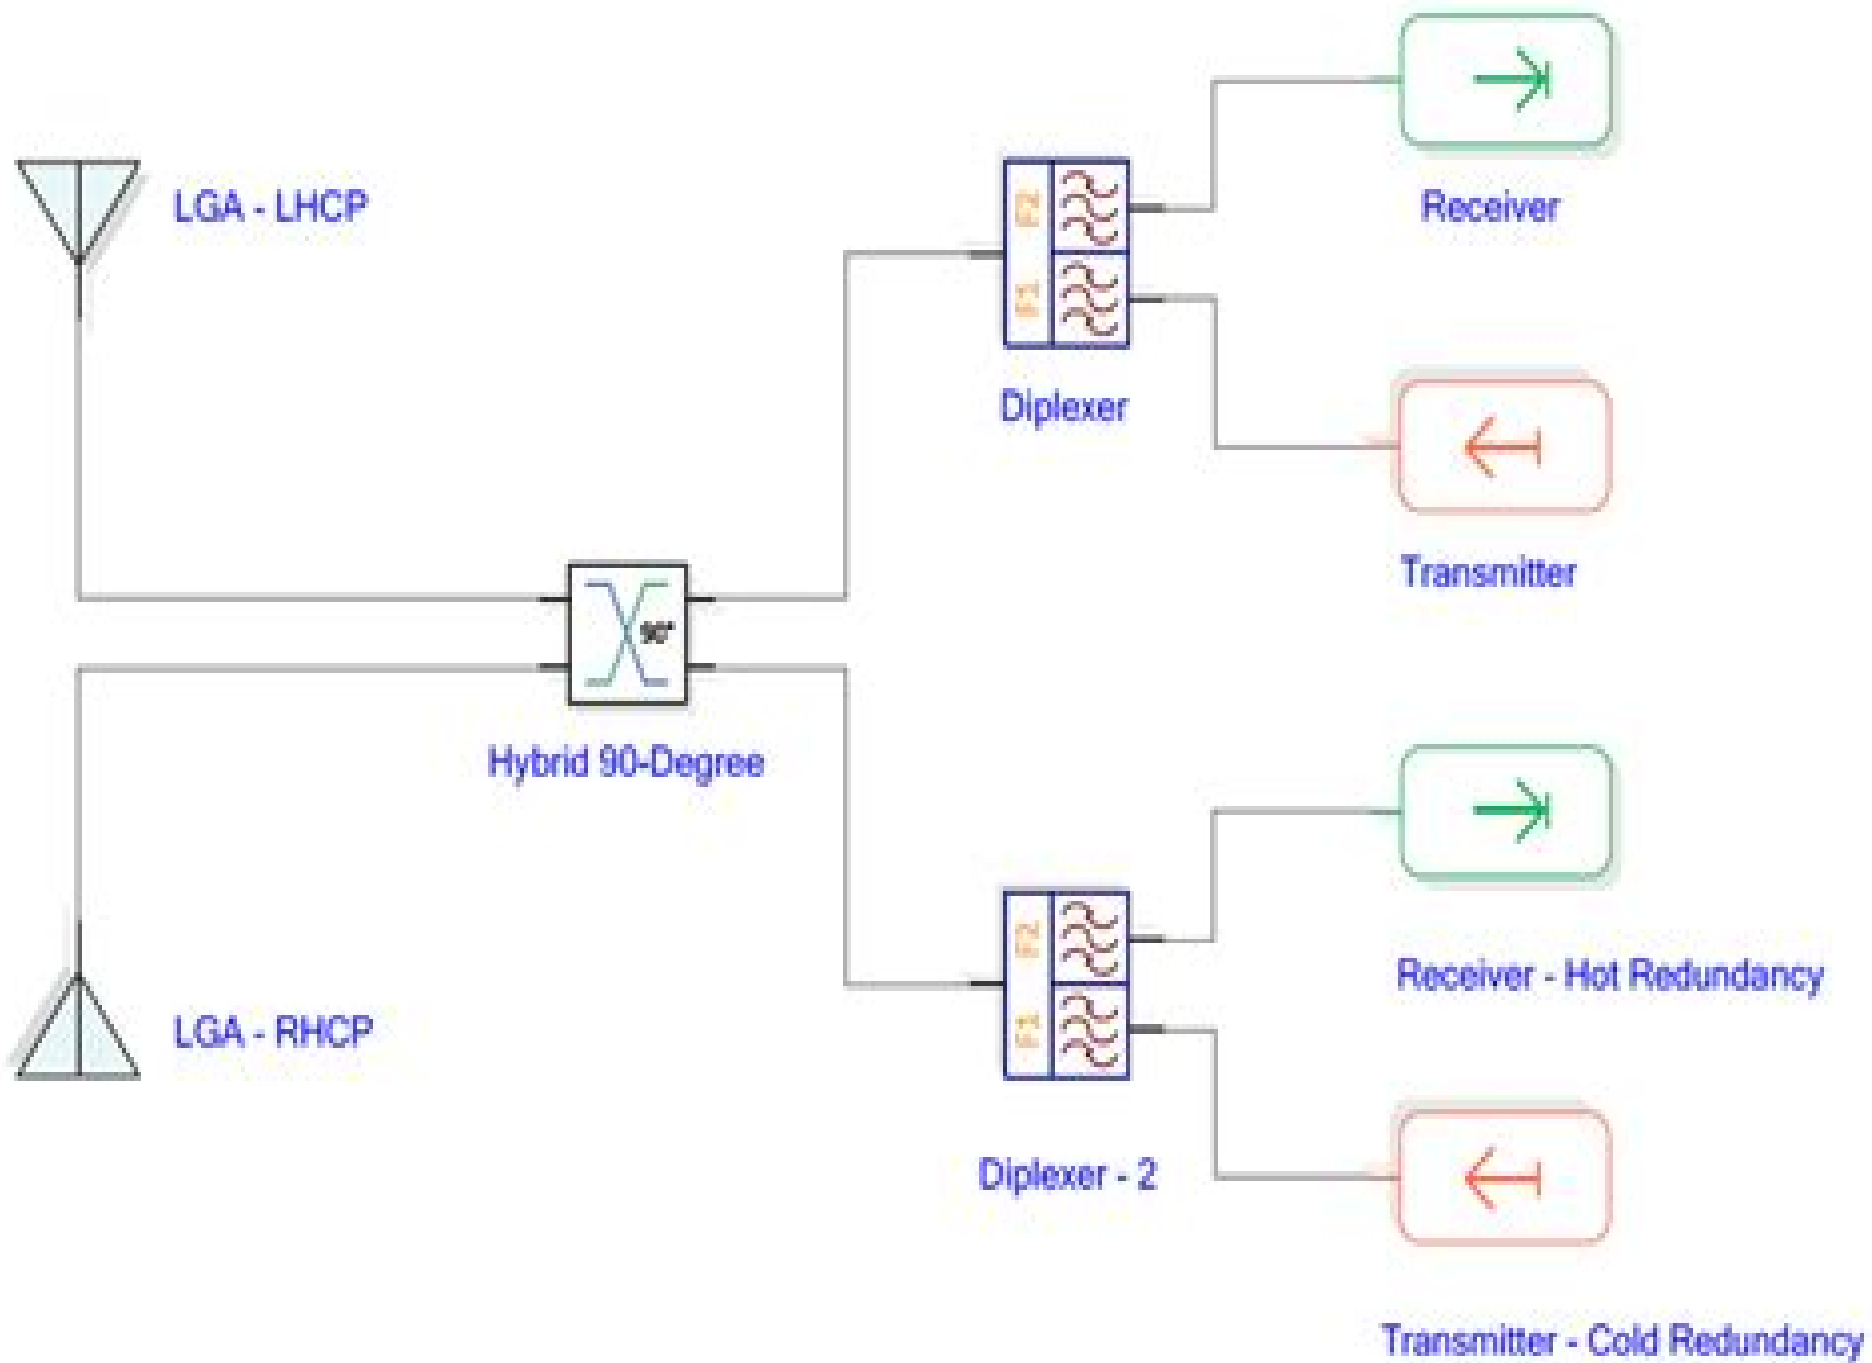 LGA - LHCP
Receiver
F2
F1
Diplexer
Transmitter
90°
Hybrid 90-Degree
Receiver - Hot Redundancy
F2
F1
LGA - RHCP
Diplexer - 2
Transmitter - Cold Redundancy